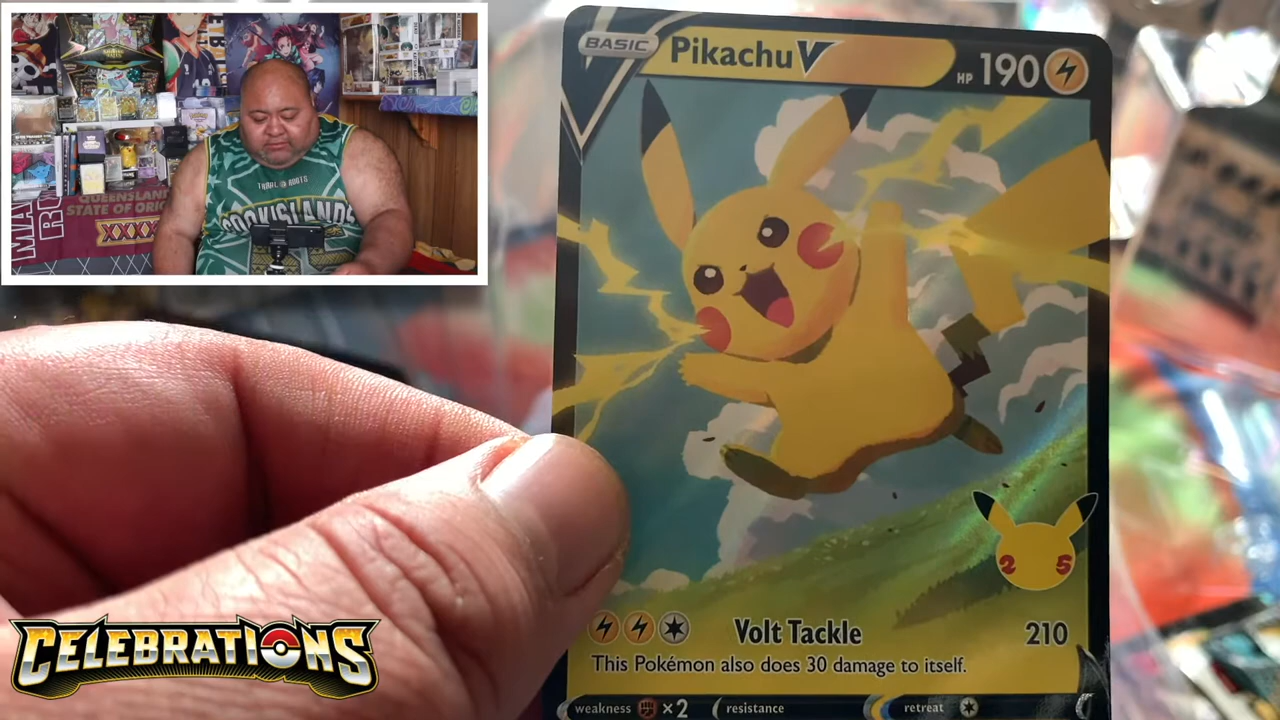 BASIC
Pikachu V
HP 190
QUEENSLAND
STATE OF ORIGIN
XXXX
TRIBAL ROOTS
COOKISLANDS
25
Volt Tackle 210
This Pokémon also does 30 damage to itself.
CELEBRATIONS
weakness ×2 resistance retreat